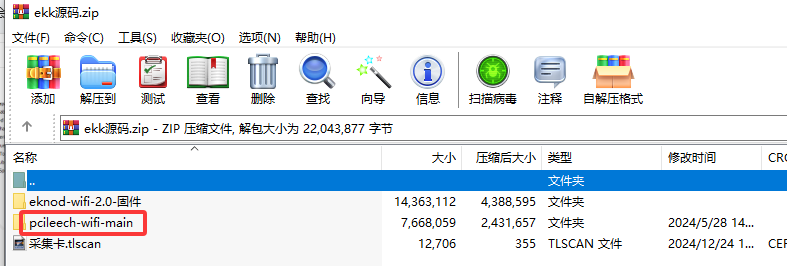 ekk源码.zip
文件(F) 命令(C) 工具(S) 收藏夹(O) 选项(N) 帮助(H)
添加 解压到 测试 查看 删除 查找 向导 信息 扫描病毒 注释 自解压格式
ekk源码.zip - ZIP 压缩文件, 解包大小为 22,043,877 字节
名称 大小 压缩后大小 类型 修改时间 CRC
.. 文件夹
eknod-wifi-2.0-固件 14,363,112 4,388,595 文件夹
pcileech-wifi-main 7,668,059 2,431,657 文件夹 2024/5/28 14...
采集卡.tlscan 12,706 355 TLSCAN 文件 2024/12/24 1... CEF